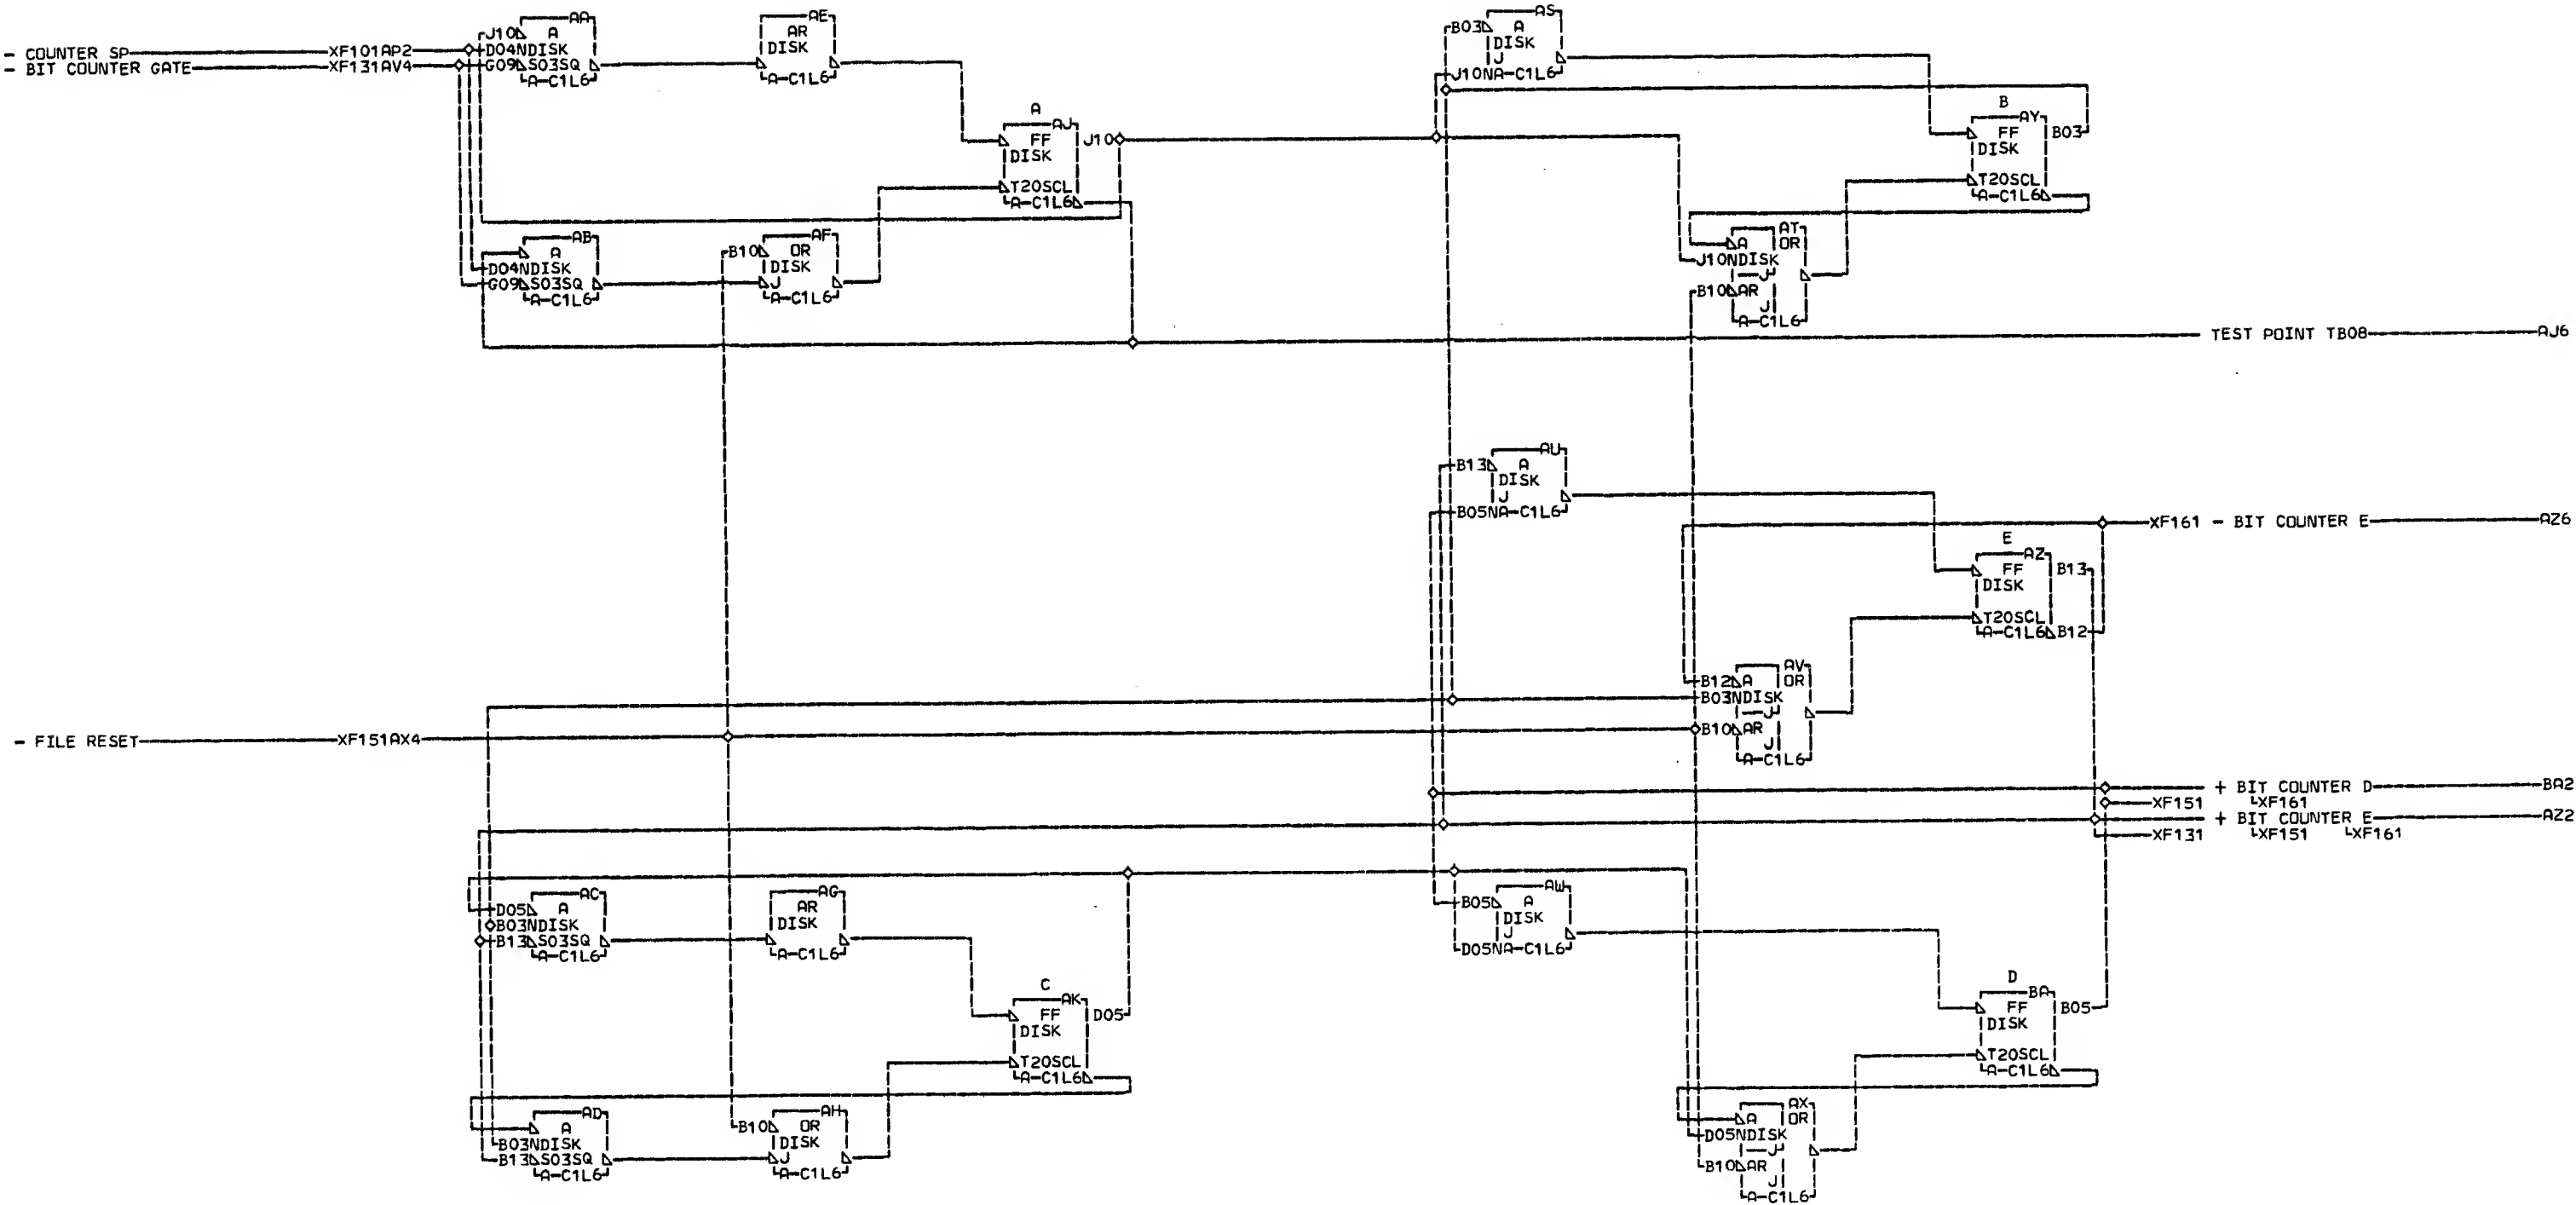 - COUNTER SP XF101AP2
- BIT COUNTER GATE XF131AV4
AA
J10 A
D04NDISK
G09 S03SQ
A-C1L6
AE
AR
DISK
A-C1L6
A
AJ
FF J10
DISK
T20SCL
A-C1L6
AB
A
D04NDISK
G09 S03SQ
A-C1L6
AF
B10 OR
DISK
J
A-C1L6
AS
B03 A
DISK
J
J10NA-C1L6
B
AY
FF B03
DISK
T20SCL
A-C1L6
AT
A OR
J10NDISK
J
B10 AR
J
A-C1L6
TEST POINT TB08 AJ6
AU
B13 A
DISK
J
B05NA-C1L6
XF161 - BIT COUNTER E AZ6
E
AZ
FF B13
DISK
T20SCL
A-C1L6 B12
AV
B12 A OR
B03NDISK
J
B10 AR
J
A-C1L6
- FILE RESET XF151AX4
+ BIT COUNTER D BA2
XF151 XF161
+ BIT COUNTER E AZ2
XF131 XF151 XF161
AC
D05 A
B03NDISK
B13 S03SQ
A-C1L6
AG
AR
DISK
A-C1L6
C
AK
FF D05
DISK
T20SCL
A-C1L6
AD
A
B03NDISK
B13 S03SQ
A-C1L6
AH
B10 OR
DISK
J
A-C1L6
AW
B05 A
DISK
J
D05NA-C1L6
D
BA
FF B05
DISK
T20SCL
A-C1L6
AX
A OR
D05NDISK
J
B10 AR
J
A-C1L6